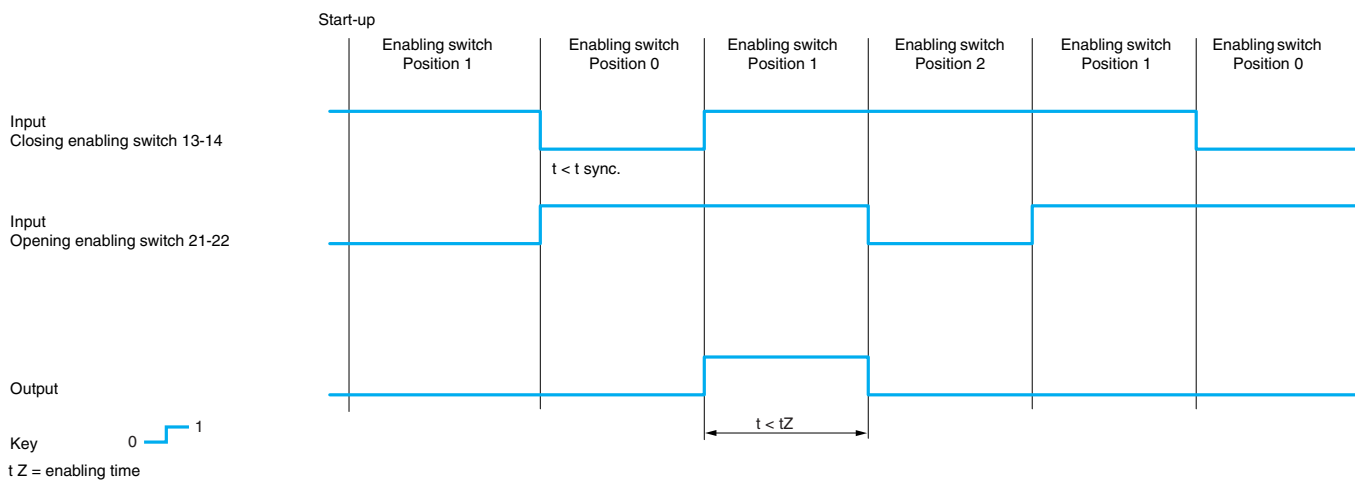 Start-up
Enabling switch
Position 1
Enabling switch
Position 0
Enabling switch
Position 1
Enabling switch
Position 2
Enabling switch
Position 1
Enabling switch
Position 0
Input
Closing enabling switch 13-14
t < t sync.
Input
Opening enabling switch 21-22
Output
t < tZ
Key
0
1
t Z = enabling time